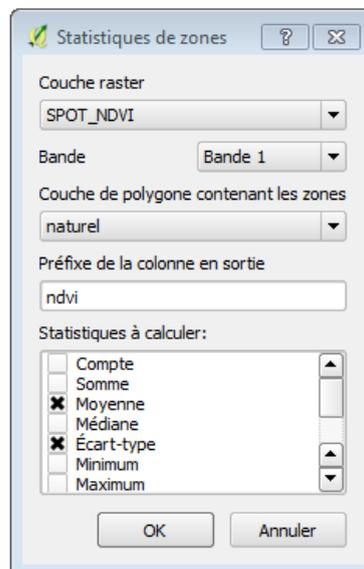 Statistiques de zones
Couche raster
SPOT_NDVI
Bande Bande 1
Couche de polygone contenant les zones
naturel
Préfixe de la colonne en sortie
ndvi
Statistiques à calculer:
Compte
Somme
Moyenne
Médiane
Écart-type
Minimum
Maximum
OK Annuler